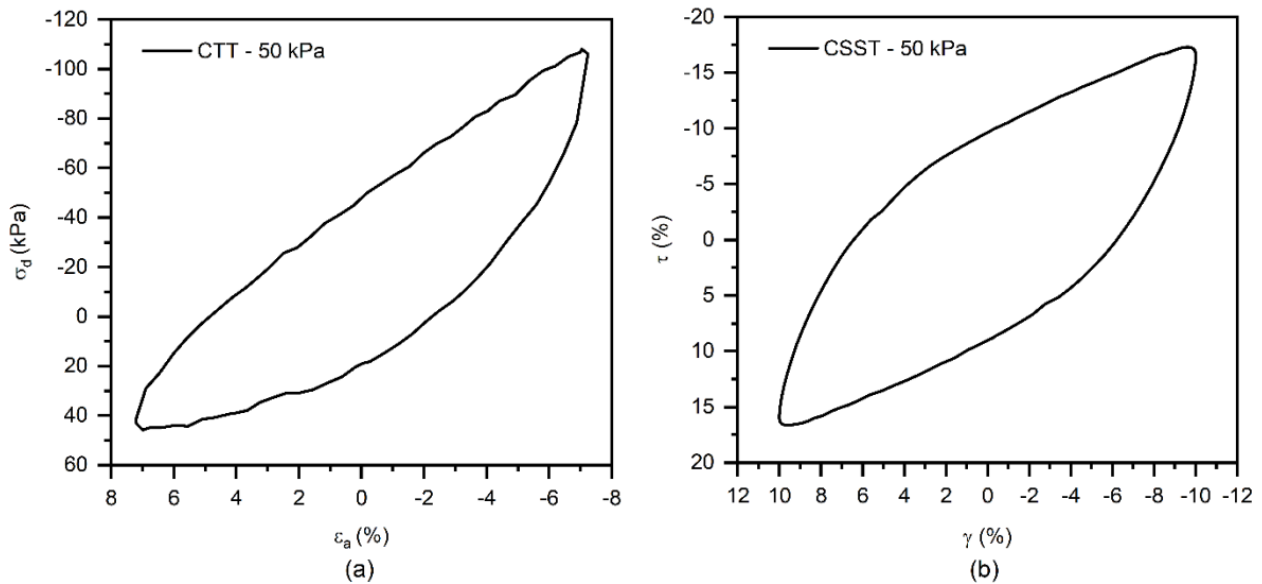 CTT - 50 kPa
-120
-100
-80
-60
-40
-20
0
20
40
60
σd (kPa)
8 6 4 2 0 -2 -4 -6 -8
εa (%)
(a)
CSST - 50 kPa
-20
-15
-10
-5
0
5
10
15
20
τ (%)
12 10 8 6 4 2 0 -2 -4 -6 -8 -10 -12
γ (%)
(b)